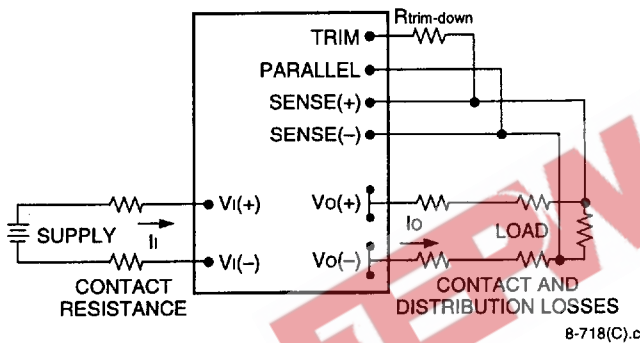 Rtrim-down
TRIM
PARALLEL
SENSE(+)
SENSE(–)
VI(+)
VO(+)
IO
SUPPLY
II
LOAD
VI(–)
VO(–)
CONTACT
RESISTANCE
CONTACT AND
DISTRIBUTION LOSSES
8-718(C).c